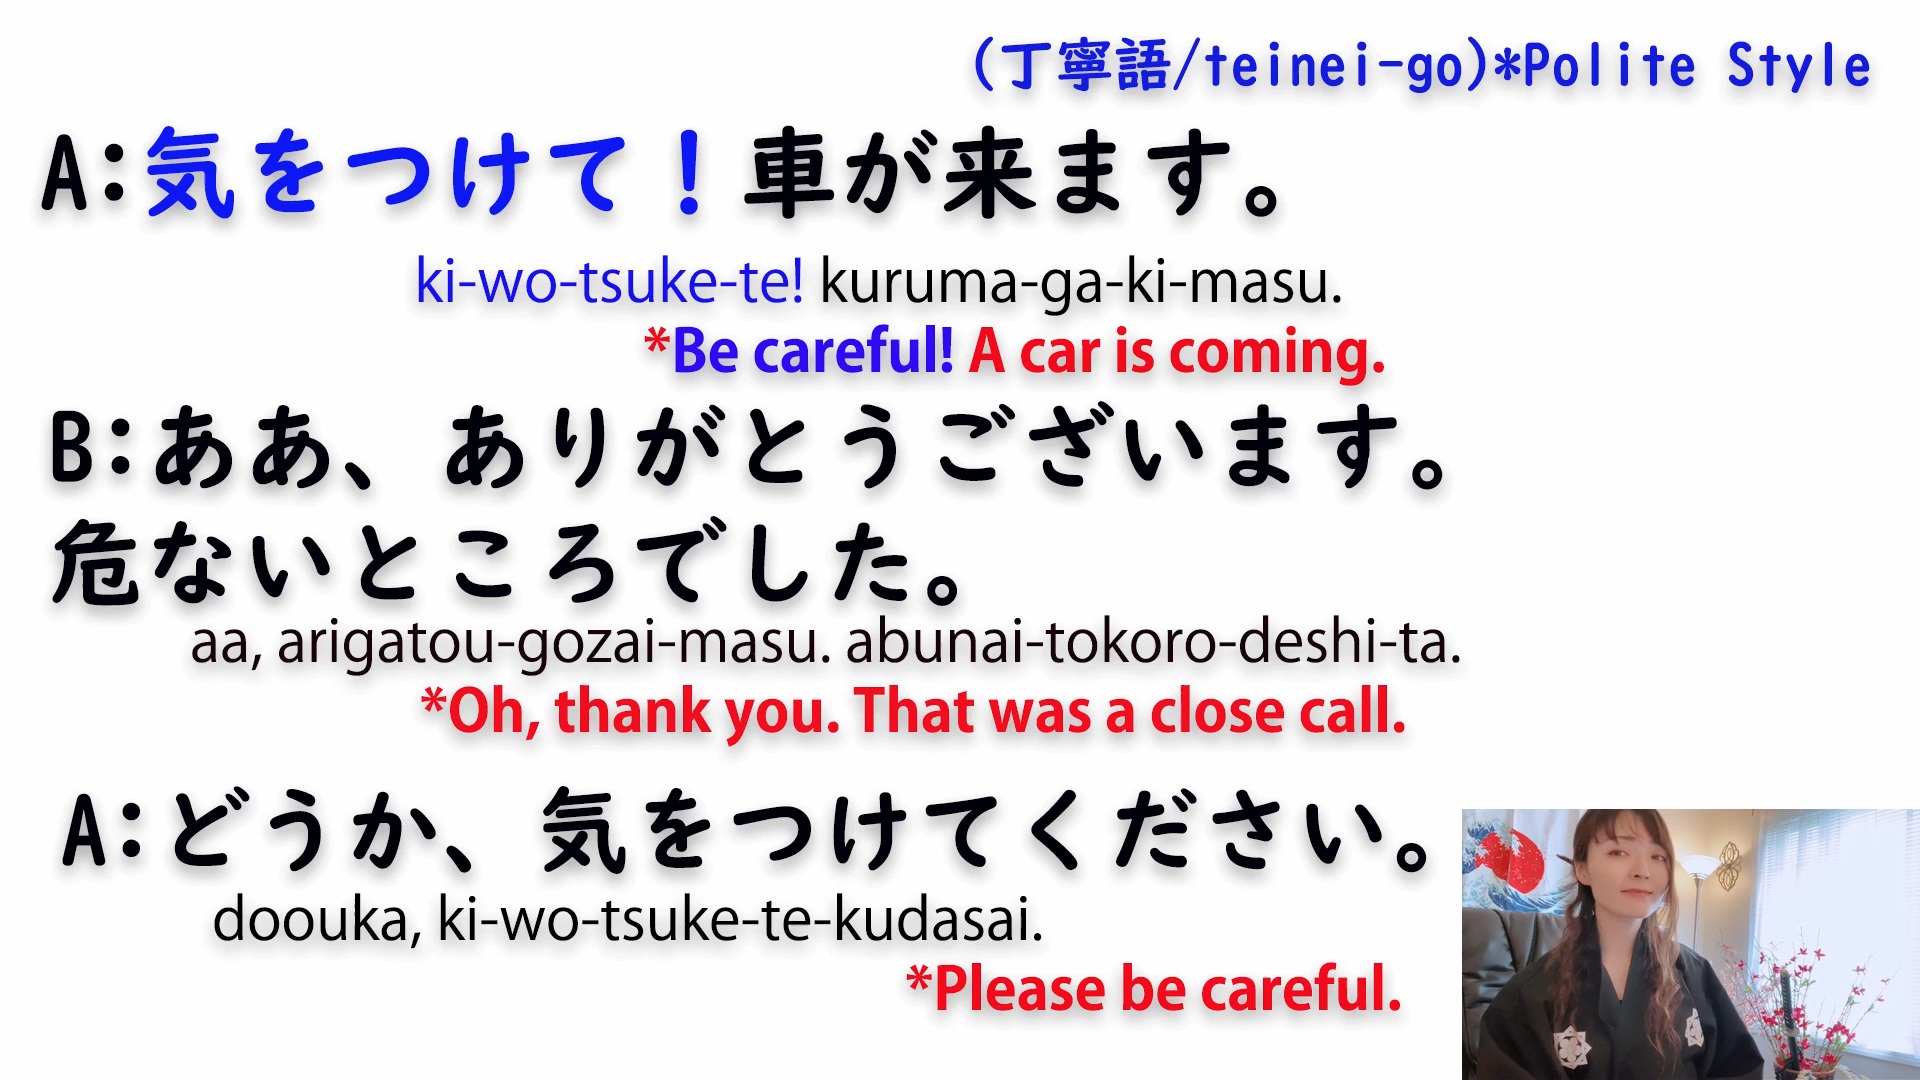 (丁寧語/teinei-go)*Polite Style
A:気をつけて！車が来ます。
ki-wo-tsuke-te! kuruma-ga-ki-masu.
*Be careful! A car is coming.
B:ああ、ありがとうございます。
危ないところでした。
aa, arigatou-gozai-masu. abunai-tokoro-deshi-ta.
*Oh, thank you. That was a close call.
A:どうか、気をつけてください。
doouka, ki-wo-tsuke-te-kudasai.
*Please be careful.